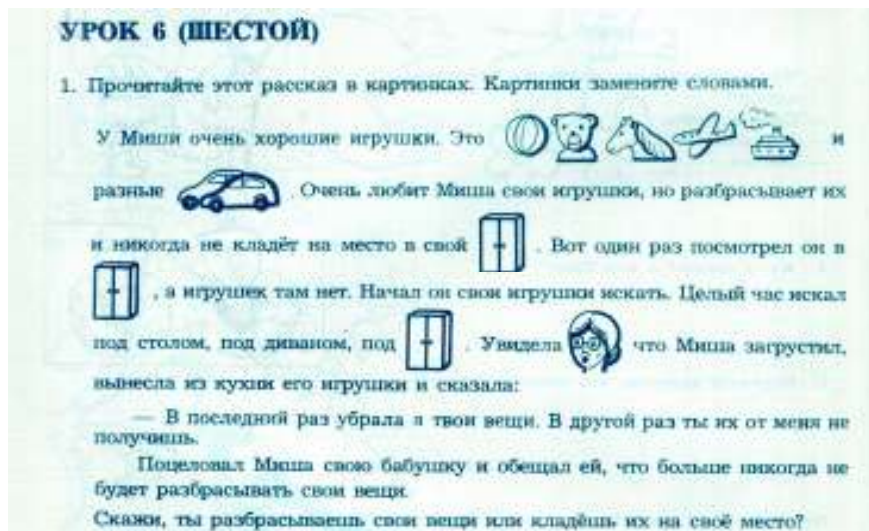 УРОК 6 (ШЕСТОЙ)
1. Прочитайте этот рассказ в картинках. Картинки замените словами.
У Миши очень хорошие игрушки. Это и
разные . Очень любит Миша свои игрушки, но разбрасывает их
и никогда не кладёт на место в свой . Вот один раз посмотрел он в
, а игрушек там нет. Начал он свои игрушки искать. Целый час искал
под столом, под диваном, под . Увидела что Миша загрустил,
вынесла из кухни его игрушки и сказала:
— В последний раз убрала я твои вещи. В другой раз ты их от меня не
получишь.
Поцеловал Миша свою бабушку и обещал ей, что больше никогда не
будет разбрасывать свои вещи.
Скажи, ты разбрасываешь свои вещи или кладёшь их на своё место?